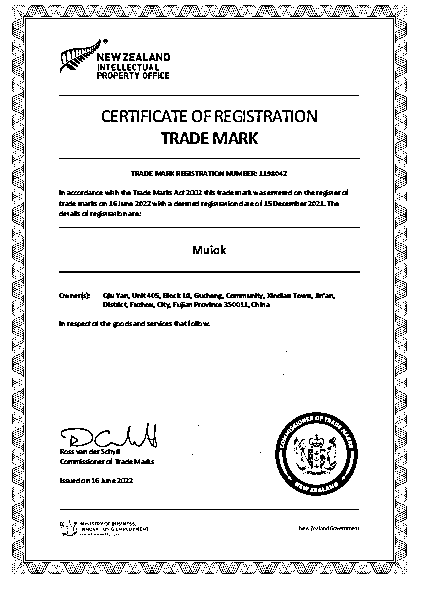 NEW ZEALAND
INTELLECTUAL
PROPERTY OFFICE
CERTIFICATE OF REGISTRATION
TRADE MARK
TRADE MARK REGISTRATION NUMBER: 1198042
In accordance with the Trade Marks Act 2002 this trade mark was entered on the register of
trade marks on 16 June 2022 with a deemed registration date of 15 December 2021. The
details of registration are:
Muiok
Owner(s): Qiu Yan, Unit 405, Block 10, Gucheng, Community, Xindian Town, Jin'an,
District, Fuzhou, City, Fujian Province 350011, China
In respect of the goods and services that follow.
Ross van der Schyff
Commissioner of Trade Marks
Issued on 16 June 2022
COMMISSIONER OF TRADE MARKS
NEW ZEALAND
MINISTRY OF BUSINESS,
INNOVATION & EMPLOYMENT
New Zealand Government